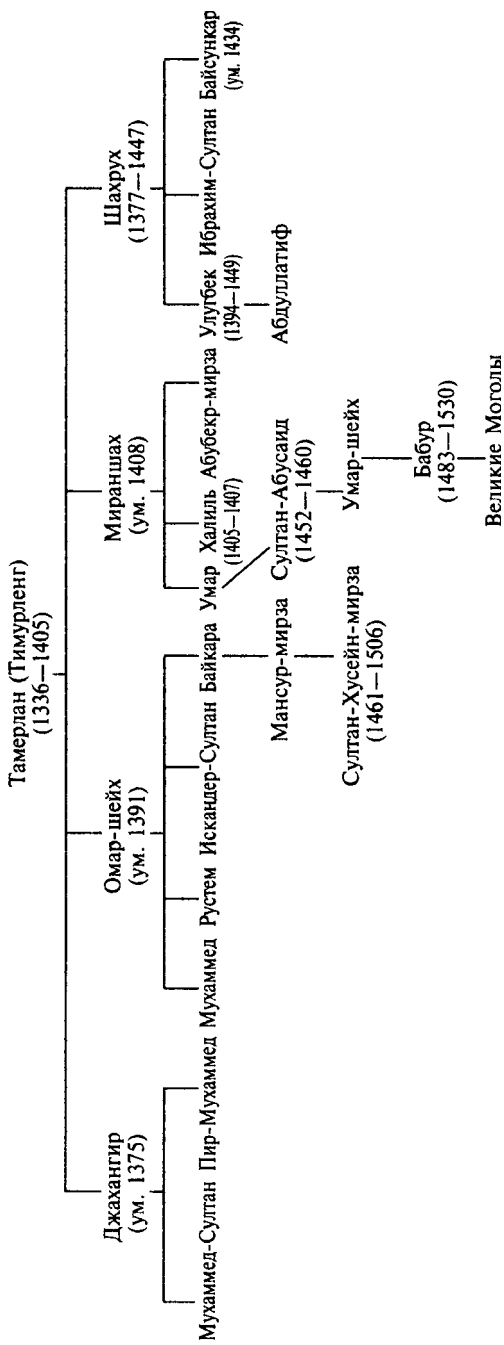 Тамерлан (Тимурленг)
(1336—1405)
Джахангир
(ум. 1375)
Омар-шейх
(ум. 1391)
Мираншах
(ум. 1408)
Шахрух
(1377—1447)
Мухаммед-Султан Пир-Мухаммед Мухаммед Рустем Искандер-Султан Байкара Умар Халиль Абубекр-мирза Улугбек Ибрахим-Султан Байсункар
(1405—1407)
(1394—1449)
(ум. 1434)
Мансур-мирза
Султан-Абусаид
(1452—1460)
Абдуллатиф
Султан-Хусейн-мирза
(1461—1506)
Умар-шейх
Бабур
(1483—1530)
Великие Моголы